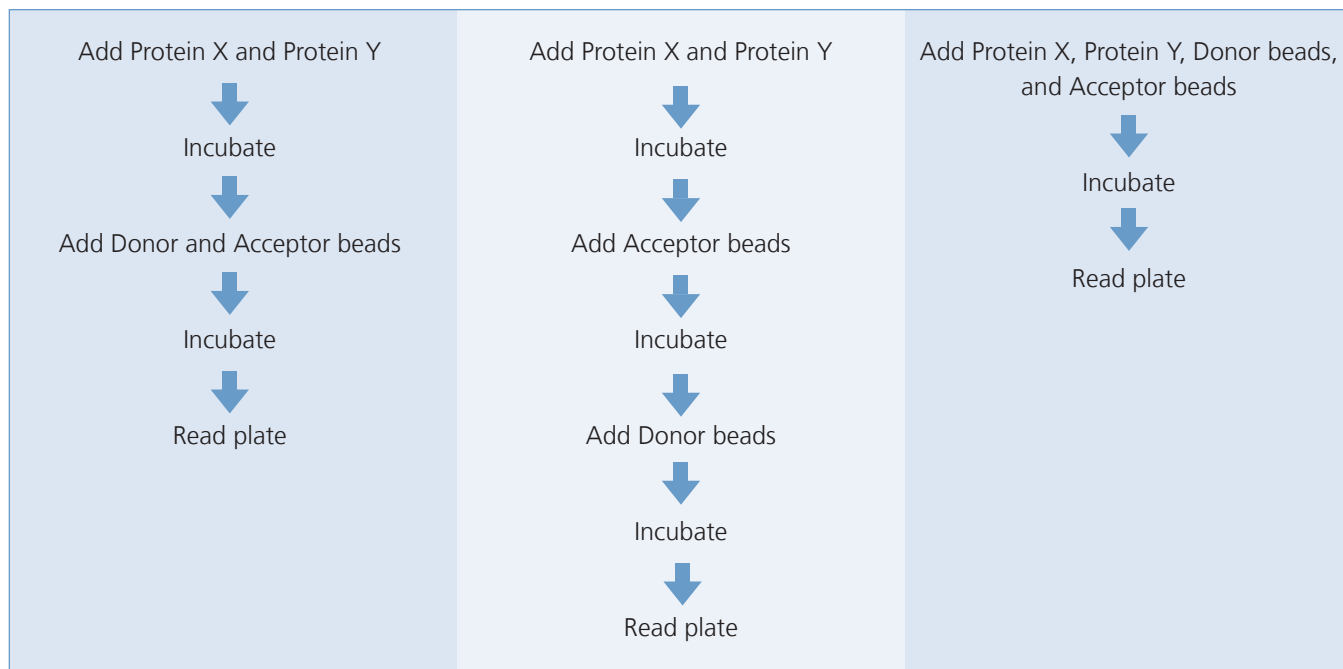 Add Protein X and Protein Y
Incubate
Add Donor and Acceptor beads
Incubate
Read plate
Add Protein X and Protein Y
Incubate
Add Acceptor beads
Incubate
Add Donor beads
Incubate
Read plate
Add Protein X, Protein Y, Donor beads,
and Acceptor beads
Incubate
Read plate